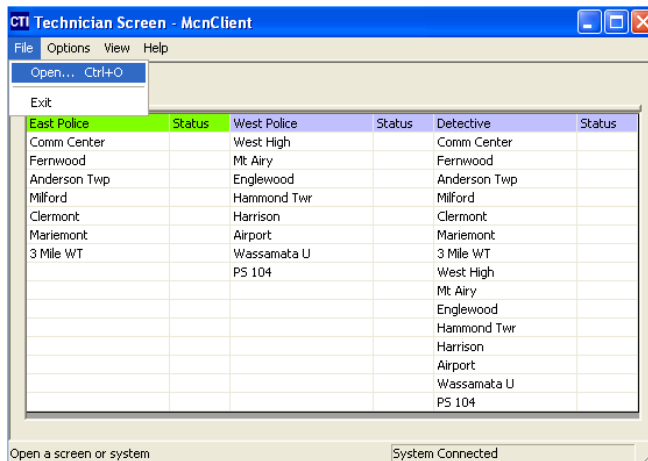 CTI Technician Screen - McnClient
File Options View Help
Open... Ctrl+O
Exit
East Police Status West Police Status Detective Status
Comm Center West High Comm Center
Fernwood Mt Airy Fernwood
Anderson Twp Englewood Anderson Twp
Milford Hammond Twr Milford
Clermont Harrison Clermont
Mariemont Airport Mariemont
3 Mile WT Wassamata U 3 Mile WT
PS 104 West High
Mt Airy
Englewood
Hammond Twr
Harrison
Airport
Wassamata U
PS 104
Open a screen or system System Connected